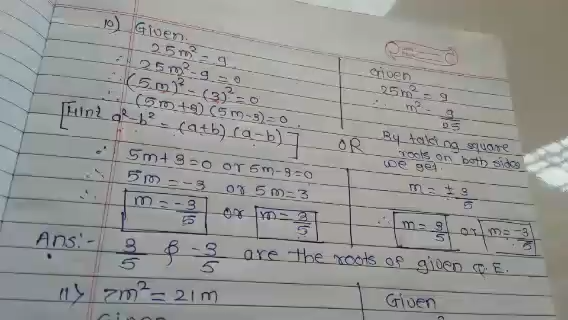 10) Given.
25m² = 9
∴ 25m² - 9 = 0
∴ (5m)² - (3)² = 0
∴ (5m+3) (5m-3) = 0
[Hint a²-b² = (a+b) (a-b)]
∴ 5m+3=0 or 5m-3=0
∴ 5m = -3 or 5m = 3
∴ m = -3/5 or m = 3/5
OR
Given
25m² = 9
∴ m² = 9/25
By taking square
roots on both sides
we get.
m = ±3/5
∴ m = 3/5 or m = -3/5
Ans:- 3/5 & -3/5 are the roots of given Q.E.
11) 7m² = 21m
Given
Given